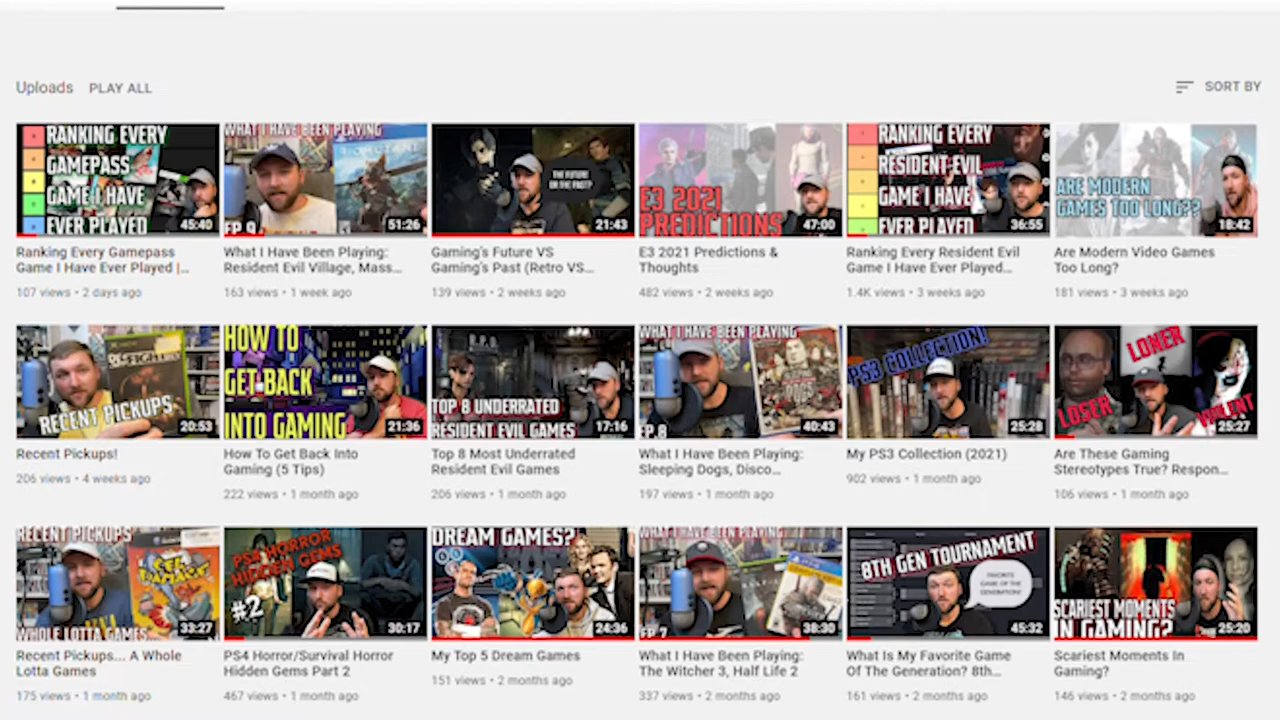 Uploads PLAY ALL SORT BY
RANKING EVERY
GAMEPASS
GAME I HAVE
EVER PLAYED
45:40
WHAT I HAVE BEEN PLAYING
EP 9
51:26
THE FUTURE
OR THE PAST?
21:43
E3 2021
PREDICTIONS
47:00
RANKING EVERY
RESIDENT EVIL
GAME I HAVE
EVER PLAYED
36:55
ARE MODERN
GAMES TOO LONG??
18:42
Ranking Every Gamepass
Game I Have Ever Played |...
107 views • 2 days ago
What I Have Been Playing:
Resident Evil Village, Mass...
163 views • 1 week ago
Gaming's Future VS
Gaming's Past (Retro VS...
139 views • 2 weeks ago
E3 2021 Predictions &
Thoughts
482 views • 2 weeks ago
Ranking Every Resident Evil
Game I Have Ever Played...
1.4K views • 3 weeks ago
Are Modern Video Games
Too Long?
181 views • 3 weeks ago
RECENT PICKUPS
20:53
HOW TO
GET BACK
INTO GAMING
21:36
TOP 8 UNDERRATED
RESIDENT EVIL GAMES
17:16
WHAT I HAVE BEEN PLAYING
EP.8
40:43
PS3 COLLECTION!
25:28
LONER
LOSER
VIOLENT
25:27
Recent Pickups!
206 views • 4 weeks ago
How To Get Back Into
Gaming (5 Tips)
222 views • 1 month ago
Top 8 Most Underrated
Resident Evil Games
206 views • 1 month ago
What I Have Been Playing:
Sleeping Dogs, Disco...
197 views • 1 month ago
My PS3 Collection (2021)
902 views • 1 month ago
Are These Gaming
Stereotypes True? Respon...
106 views • 1 month ago
RECENT PICKUPS
WHOLE LOTTA GAMES
33:27
PS4 HORROR
HIDDEN GEMS
#2
30:17
DREAM GAMES?
24:36
WHAT I HAVE BEEN PLAYING
EP 7
38:30
8TH GEN TOURNAMENT
FAVORITE
GAME OF THE
GENERATION?
45:32
SCARIEST MOMENTS
IN GAMING?
25:20
Recent Pickups... A Whole
Lotta Games
175 views • 1 month ago
PS4 Horror/Survival Horror
Hidden Gems Part 2
467 views • 1 month ago
My Top 5 Dream Games
151 views • 2 months ago
What I Have Been Playing:
The Witcher 3, Half Life 2
337 views • 2 months ago
What Is My Favorite Game
Of The Generation? 8th...
161 views • 2 months ago
Scariest Moments In
Gaming?
146 views • 2 months ago